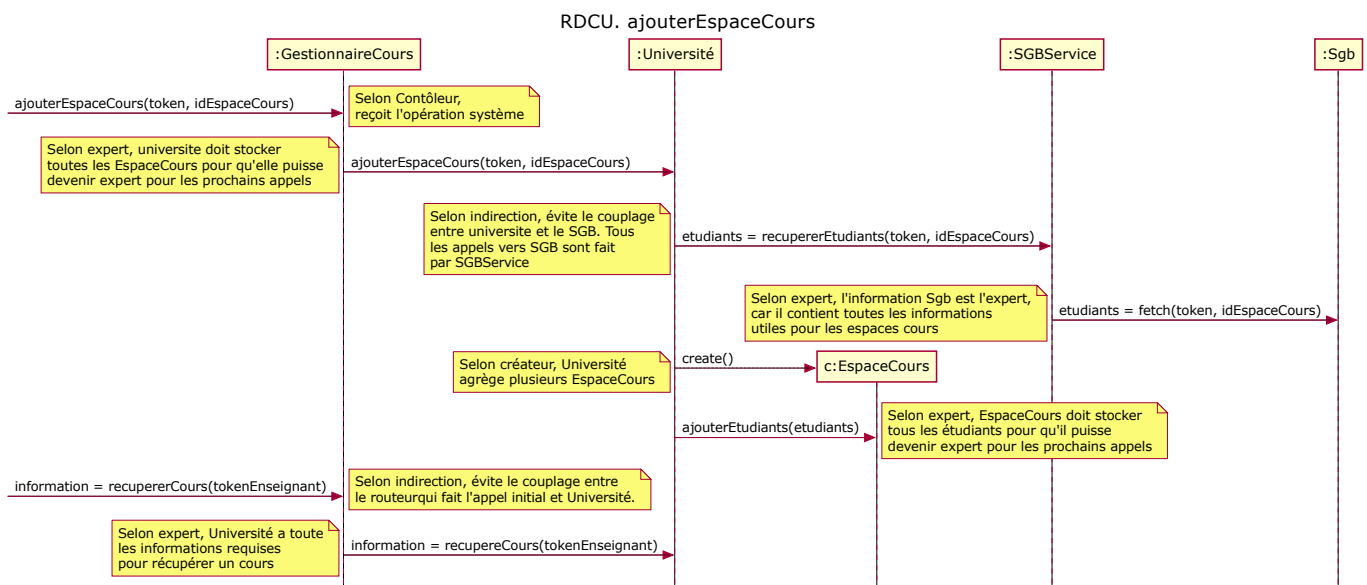 RDCU. ajouterEspaceCours
:GestionnaireCours
:Université
:SGBService
:Sgb
ajouterEspaceCours(token, idEspaceCours)
Selon Contôleur,
reçoit l'opération système
Selon expert, universite doit stocker
toutes les EspaceCours pour qu'elle puisse
devenir expert pour les prochains appels
ajouterEspaceCours(token, idEspaceCours)
Selon indirection, évite le couplage
entre universite et le SGB. Tous
les appels vers SGB sont fait
par SGBService
etudiants = recupererEtudiants(token, idEspaceCours)
Selon expert, l'information Sgb est l'expert,
car il contient toutes les informations
utiles pour les espaces cours
etudiants = fetch(token, idEspaceCours)
Selon créateur, Université
agrège plusieurs EspaceCours
create()
c:EspaceCours
ajouterEtudiants(etudiants)
Selon expert, EspaceCours doit stocker
tous les étudiants pour qu'il puisse
devenir expert pour les prochains appels
information = recupererCours(tokenEnseignant)
Selon indirection, évite le couplage entre
le routeurqui fait l'appel initial et Université.
Selon expert, Université a toute
les informations requises
pour récupérer un cours
information = recupereCours(tokenEnseignant)